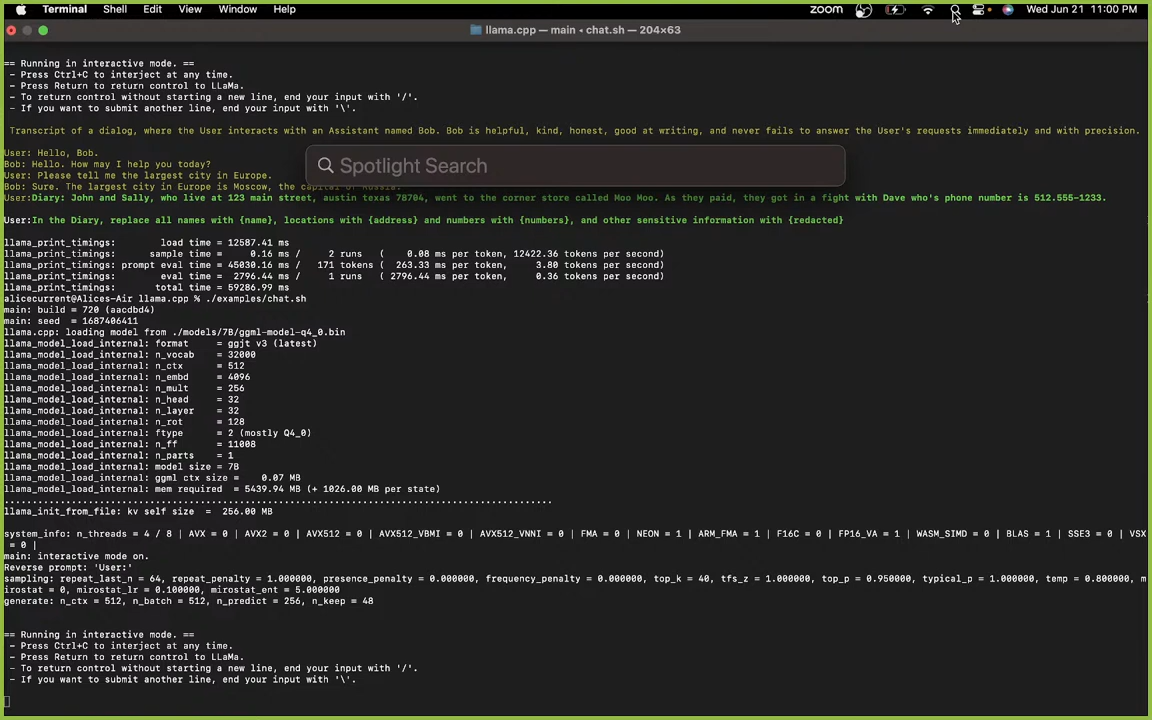 Terminal Shell Edit View Window Help zoom Wed Jun 21 11:00 PM
llama.cpp — main ◂ chat.sh — 204×63
== Running in interactive mode. ==
- Press Ctrl+C to interject at any time.
- Press Return to return control to LLaMa.
- To return control without starting a new line, end your input with '/'.
- If you want to submit another line, end your input with '\'.
Transcript of a dialog, where the User interacts with an Assistant named Bob. Bob is helpful, kind, honest, good at writing, and never fails to answer the User's requests immediately and with precision.
User: Hello, Bob.
Bob: Hello. How may I help you today?
Spotlight Search
User: Please tell me the largest city in Europe.
Bob: Sure. The largest city in Europe is Moscow, the capital of Russia.
User:Diary: John and Sally, who live at 123 main street, austin texas 78704, went to the corner store called Moo Moo. As they paid, they got in a fight with Dave who's phone number is 512.555-1233.
User:In the Diary, replace all names with {name}, locations with {address} and numbers with {numbers}, and other sensitive information with {redacted}
llama_print_timings: load time = 12587.41 ms
llama_print_timings: sample time = 0.16 ms / 2 runs ( 0.08 ms per token, 12422.36 tokens per second)
llama_print_timings: prompt eval time = 45030.16 ms / 171 tokens ( 263.33 ms per token, 3.80 tokens per second)
llama_print_timings: eval time = 2796.44 ms / 1 runs ( 2796.44 ms per token, 0.36 tokens per second)
llama_print_timings: total time = 59286.99 ms
alicecurrent@Alices-Air llama.cpp % ./examples/chat.sh
main: build = 720 (aacdbd4)
main: seed = 1687406411
llama.cpp: loading model from ./models/7B/ggml-model-q4_0.bin
llama_model_load_internal: format = ggjt v3 (latest)
llama_model_load_internal: n_vocab = 32000
llama_model_load_internal: n_ctx = 512
llama_model_load_internal: n_embd = 4096
llama_model_load_internal: n_mult = 256
llama_model_load_internal: n_head = 32
llama_model_load_internal: n_layer = 32
llama_model_load_internal: n_rot = 128
llama_model_load_internal: ftype = 2 (mostly Q4_0)
llama_model_load_internal: n_ff = 11008
llama_model_load_internal: n_parts = 1
llama_model_load_internal: model size = 7B
llama_model_load_internal: ggml ctx size = 0.07 MB
llama_model_load_internal: mem required = 5439.94 MB (+ 1026.00 MB per state)
....................................................................................................
llama_init_from_file: kv self size = 256.00 MB
system_info: n_threads = 4 / 8 | AVX = 0 | AVX2 = 0 | AVX512 = 0 | AVX512_VBMI = 0 | AVX512_VNNI = 0 | FMA = 0 | NEON = 1 | ARM_FMA = 1 | F16C = 0 | FP16_VA = 1 | WASM_SIMD = 0 | BLAS = 1 | SSE3 = 0 | VSX
= 0 |
main: interactive mode on.
Reverse prompt: 'User:'
sampling: repeat_last_n = 64, repeat_penalty = 1.000000, presence_penalty = 0.000000, frequency_penalty = 0.000000, top_k = 40, tfs_z = 1.000000, top_p = 0.950000, typical_p = 1.000000, temp = 0.800000, m
irostat = 0, mirostat_lr = 0.100000, mirostat_ent = 5.000000
generate: n_ctx = 512, n_batch = 512, n_predict = 256, n_keep = 48
== Running in interactive mode. ==
- Press Ctrl+C to interject at any time.
- Press Return to return control to LLaMa.
- To return control without starting a new line, end your input with '/'.
- If you want to submit another line, end your input with '\'.